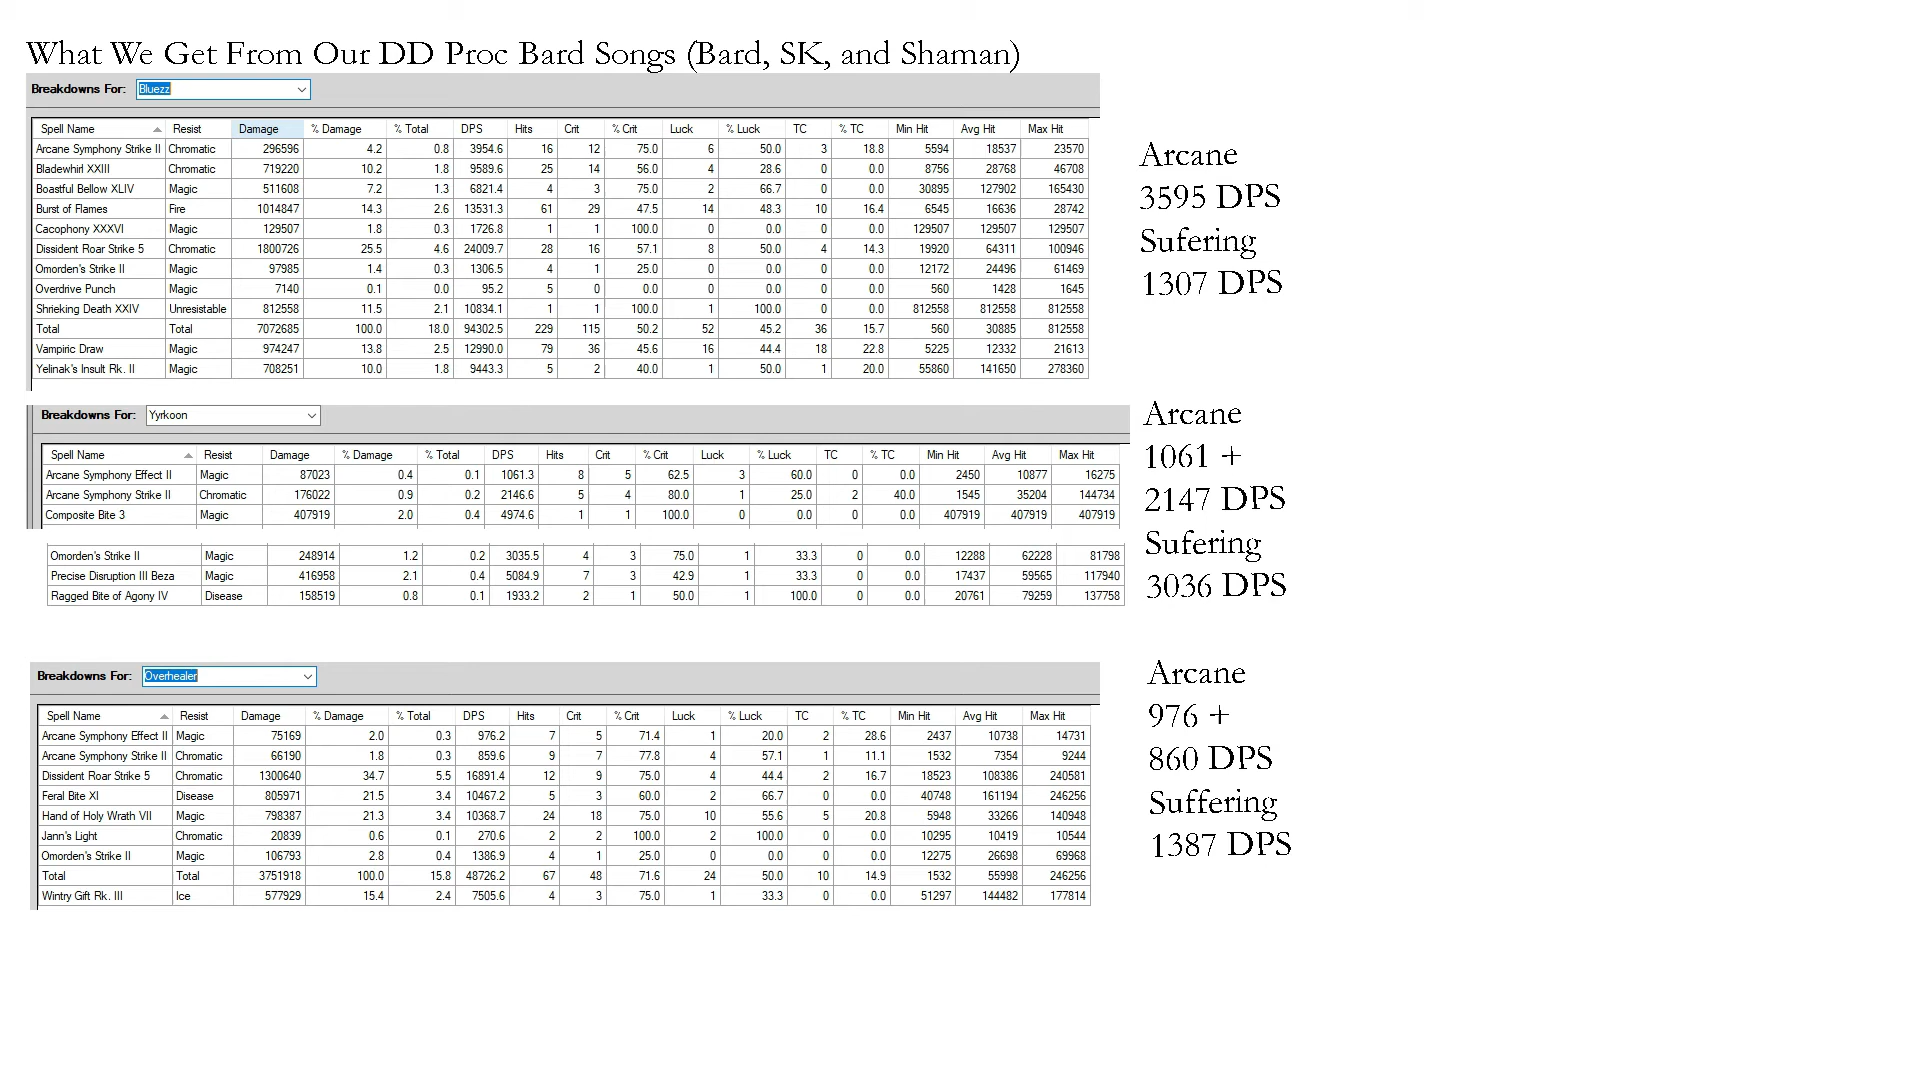 What We Get From Our DD Proc Bard Songs (Bard, SK, and Shaman)
Breakdowns For: Bluezz
Spell Name Resist Damage % Damage % Total DPS Hits Crit % Crit Luck % Luck TC % TC Min Hit Avg Hit Max Hit
Arcane Symphony Strike II Chromatic 296596 4.2 0.8 3954.6 16 12 75.0 6 50.0 3 18.8 5594 18537 23570
Bladewhirl XXIII Chromatic 719220 10.2 1.8 9589.6 25 14 56.0 4 28.6 0 0.0 8756 28768 46708
Boastful Bellow XLIV Magic 511608 7.2 1.3 6821.4 4 3 75.0 2 66.7 0 0.0 30895 127902 165430
Burst of Flames Fire 1014847 14.3 2.6 13531.3 61 29 47.5 14 48.3 10 16.4 6545 16636 28742
Cacophony XXXVI Magic 129507 1.8 0.3 1726.8 1 1 100.0 0 0.0 0 0.0 129507 129507 129507
Dissident Roar Strike 5 Chromatic 1800726 25.5 4.6 24009.7 28 16 57.1 8 50.0 4 14.3 19920 64311 100946
Omorden's Strike II Magic 97985 1.4 0.3 1306.5 4 1 25.0 0 0.0 0 0.0 12172 24496 61469
Overdrive Punch Magic 7140 0.1 0.0 95.2 5 0 0.0 0 0.0 0 0.0 560 1428 1645
Shrieking Death XXIV Unresistable 812558 11.5 2.1 10834.1 1 1 100.0 1 100.0 0 0.0 812558 812558 812558
Total Total 7072685 100.0 18.0 94302.5 229 115 50.2 52 45.2 36 15.7 560 30885 812558
Vampiric Draw Magic 974247 13.8 2.5 12990.0 79 36 45.6 16 44.4 18 22.8 5225 12332 21613
Yelinak's Insult Rk. II Magic 708251 10.0 1.8 9443.3 5 2 40.0 1 50.0 1 20.0 55860 141650 278360
Arcane
3595 DPS
Sufering
1307 DPS
Breakdowns For: Yyrkoon
Spell Name Resist Damage % Damage % Total DPS Hits Crit % Crit Luck % Luck TC % TC Min Hit Avg Hit Max Hit
Arcane Symphony Effect II Magic 87023 0.4 0.1 1061.3 8 5 62.5 3 60.0 0 0.0 2450 10877 16275
Arcane Symphony Strike II Chromatic 176022 0.9 0.2 2146.6 5 4 80.0 1 25.0 2 40.0 1545 35204 144734
Composite Bite 3 Magic 407919 2.0 0.4 4974.6 1 1 100.0 0 0.0 0 0.0 407919 407919 407919
Omorden's Strike II Magic 248914 1.2 0.2 3035.5 4 3 75.0 1 33.3 0 0.0 12288 62228 81798
Precise Disruption III Beza Magic 416958 2.1 0.4 5084.9 7 3 42.9 1 33.3 0 0.0 17437 59565 117940
Ragged Bite of Agony IV Disease 158519 0.8 0.1 1933.2 2 1 50.0 1 100.0 0 0.0 20761 79259 137758
Arcane
1061 +
2147 DPS
Sufering
3036 DPS
Breakdowns For: Overhealer
Spell Name Resist Damage % Damage % Total DPS Hits Crit % Crit Luck % Luck TC % TC Min Hit Avg Hit Max Hit
Arcane Symphony Effect II Magic 75169 2.0 0.3 976.2 7 5 71.4 1 20.0 2 28.6 2437 10738 14731
Arcane Symphony Strike II Chromatic 66190 1.8 0.3 859.6 9 7 77.8 4 57.1 1 11.1 1532 7354 9244
Dissident Roar Strike 5 Chromatic 1300640 34.7 5.5 16891.4 12 9 75.0 4 44.4 2 16.7 18523 108386 240581
Feral Bite XI Disease 805971 21.5 3.4 10467.2 5 3 60.0 2 66.7 0 0.0 40748 161194 246256
Hand of Holy Wrath VII Magic 798387 21.3 3.4 10368.7 24 18 75.0 10 55.6 5 20.8 5948 33266 140948
Jann's Light Chromatic 20839 0.6 0.1 270.6 2 2 100.0 2 100.0 0 0.0 10295 10419 10544
Omorden's Strike II Magic 106793 2.8 0.4 1386.9 4 1 25.0 0 0.0 0 0.0 12275 26698 69968
Total Total 3751918 100.0 15.8 48726.2 67 48 71.6 24 50.0 10 14.9 1532 55998 246256
Wintry Gift Rk. III Ice 577929 15.4 2.4 7505.6 4 3 75.0 1 33.3 0 0.0 51297 144482 177814
Arcane
976 +
860 DPS
Suffering
1387 DPS